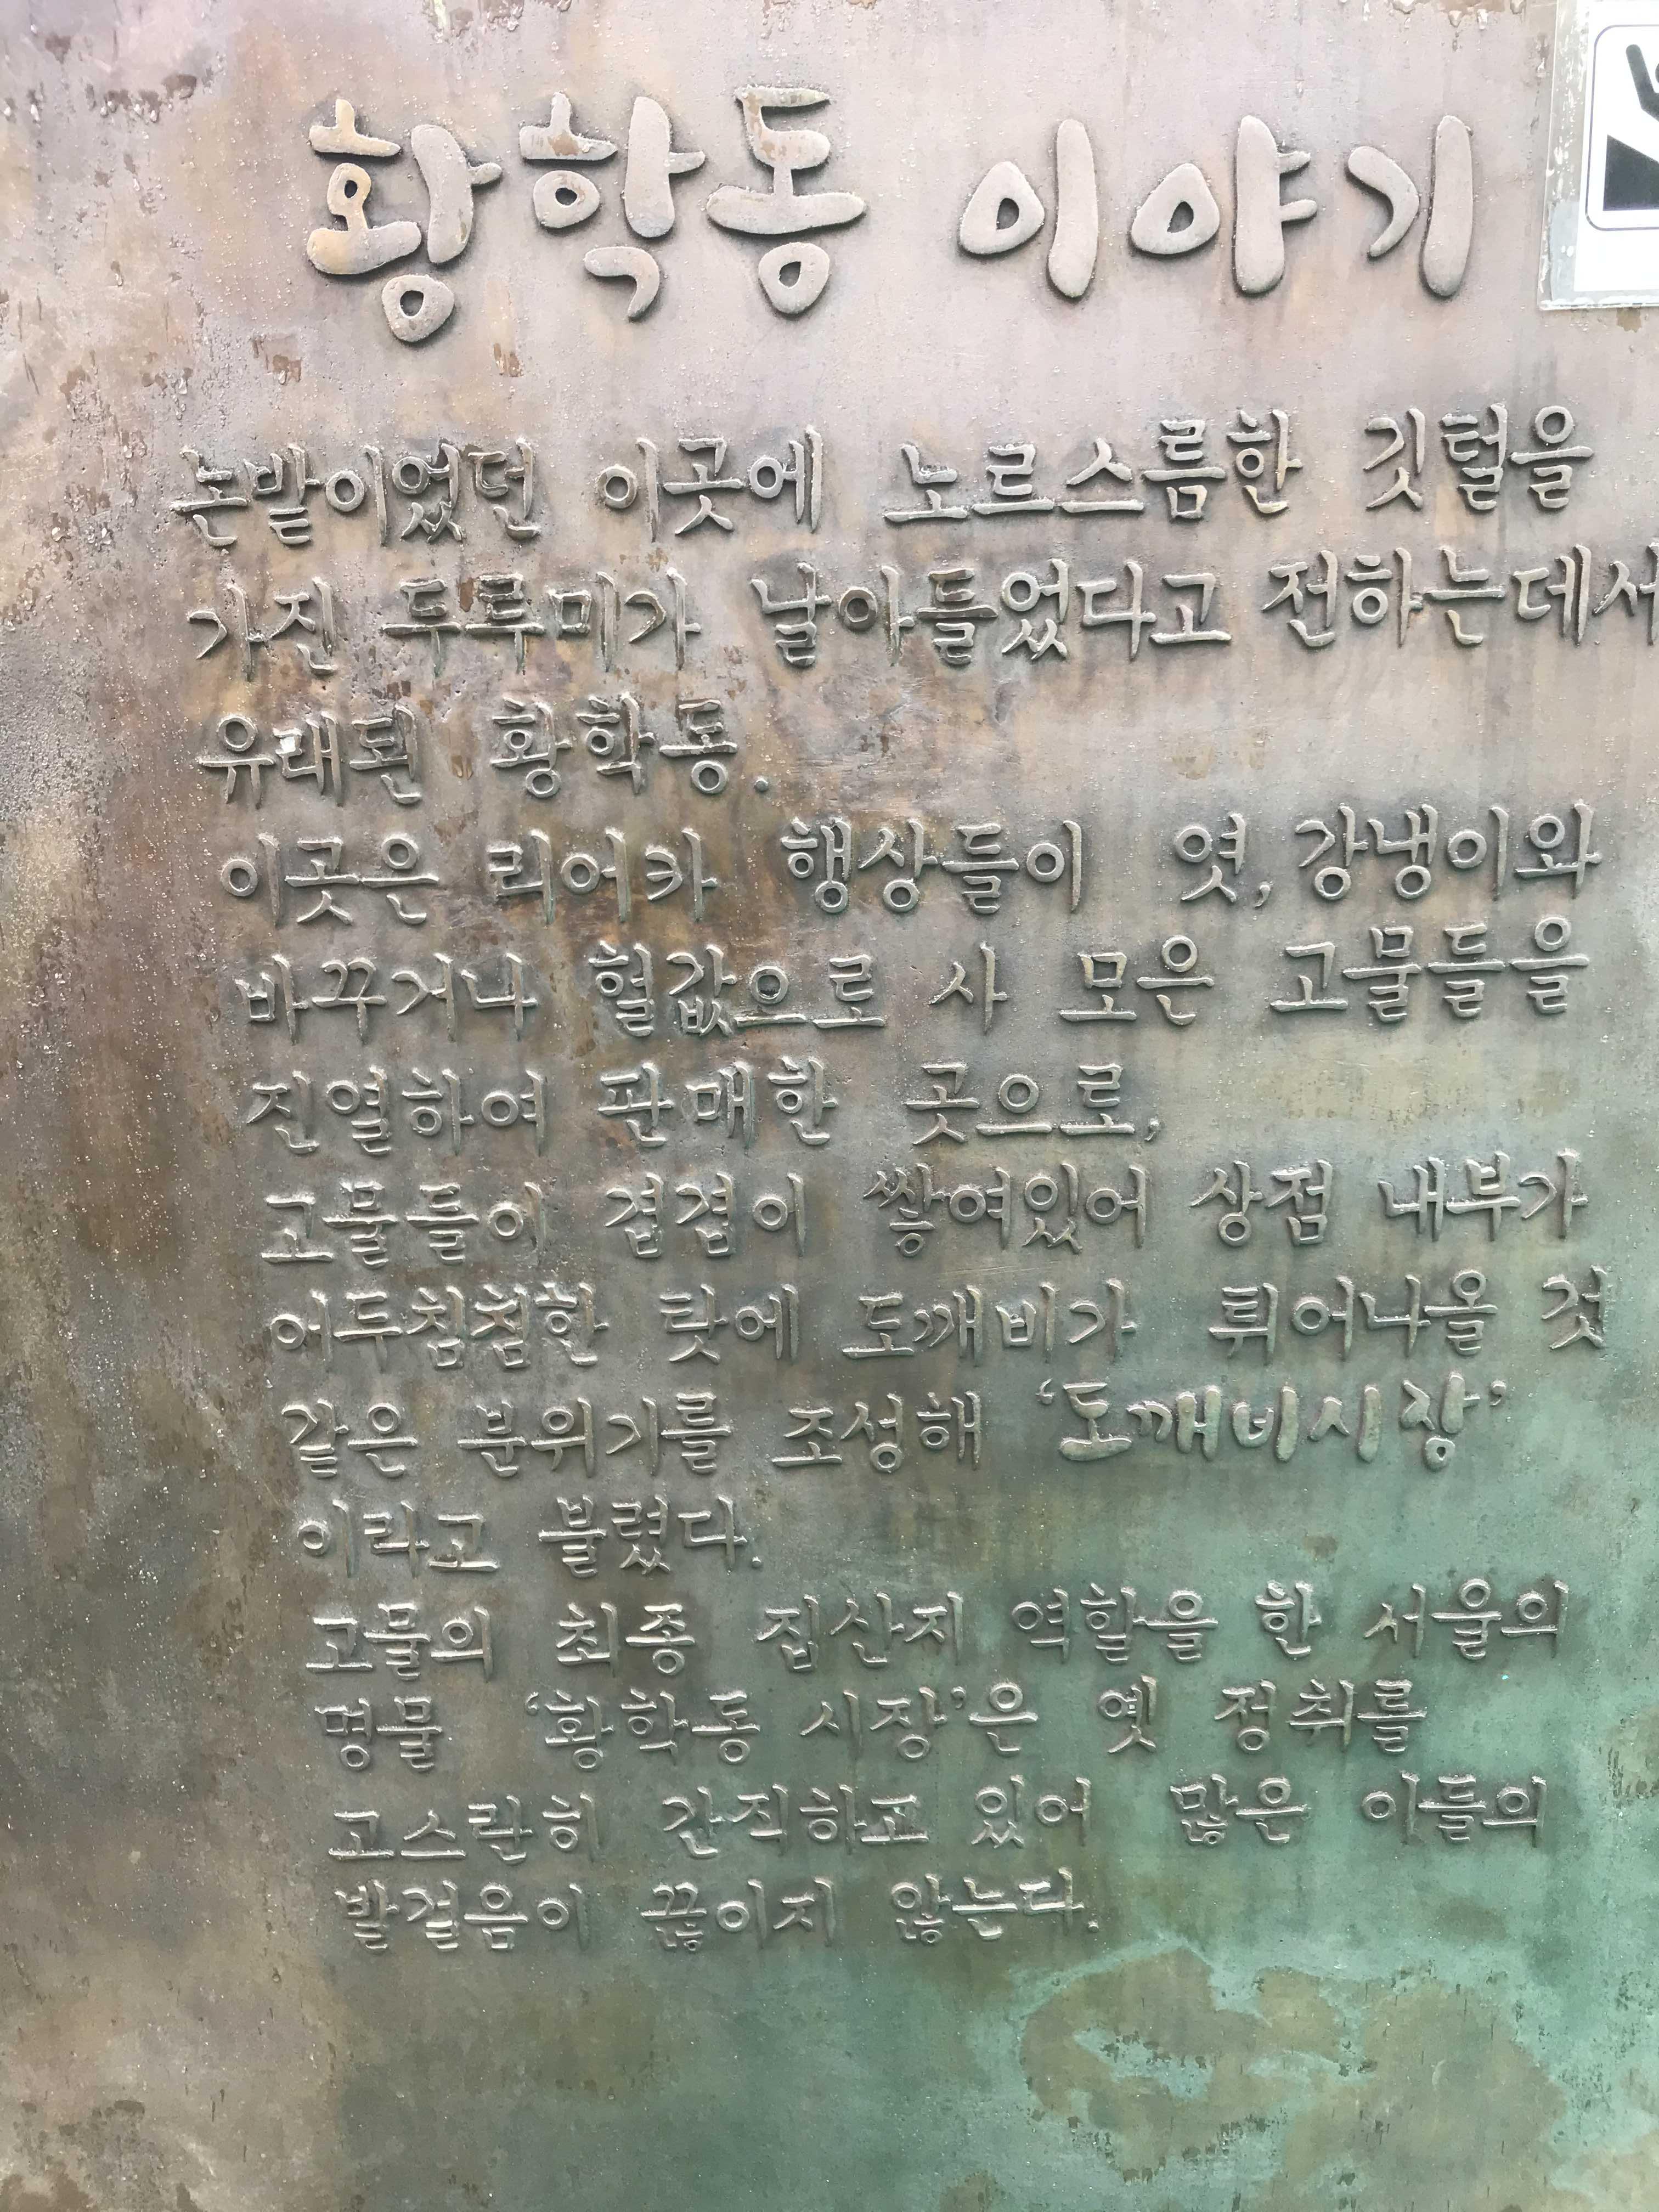 황학동 이야기
논밭이었던 이곳에 노르스름한 깃털을
가진 두루미가 날아들었다고 전하는데서
유래된 황학동.
이곳은 리어카 행상들이 엿, 강냉이와
바꾸거나 헐값으로 사 모은 고물들을
진열하여 판매한 곳으로,
고물들이 겹겹이 쌓여있어 상점 내부가
어두침침한 탓에 도깨비가 튀어나올 것
같은 분위기를 조성해 ‘도깨비시장’
이라고 불렸다.
고물의 최종 집산지 역할을 한 서울의
명물 ‘황학동 시장’은 옛 정취를
고스란히 간직하고 있어 많은 이들의
발걸음이 끊이지 않는다.